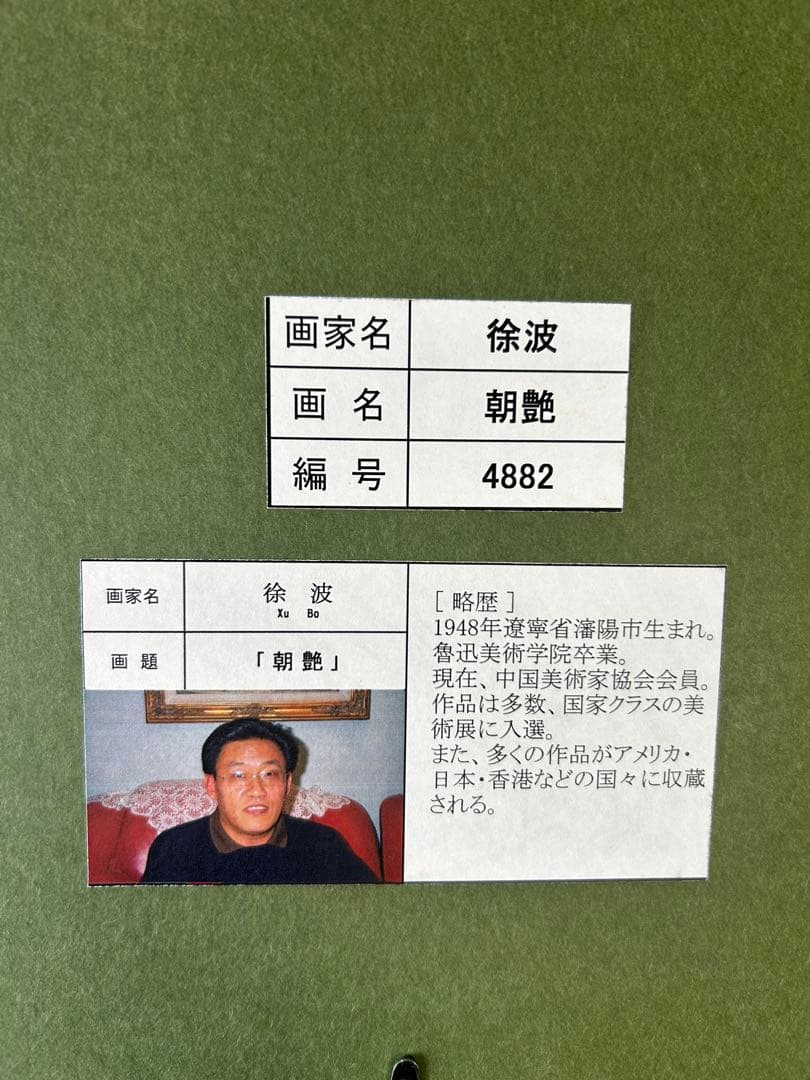 画家名 徐波
画 名 朝艶
編 号 4882
画家名 徐 波
Xu Bo
画 題 「朝艶」
[ 略歴 ]
1948年遼寧省瀋陽市生まれ。
魯迅美術学院卒業。
現在、中国美術家協会会員。
作品は多数、国家クラスの美
術展に入選。
また、多くの作品がアメリカ・
日本・香港などの国々に収蔵
される。